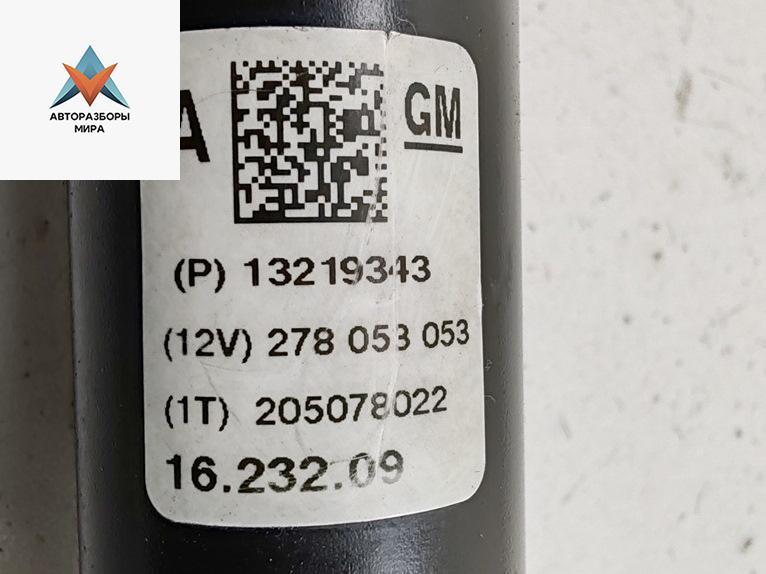 АВТОРАЗБОРЫ
МИРА
A
GM
(P) 13219343
(12V) 278 053 053
(1T) 205078022
16.232.09